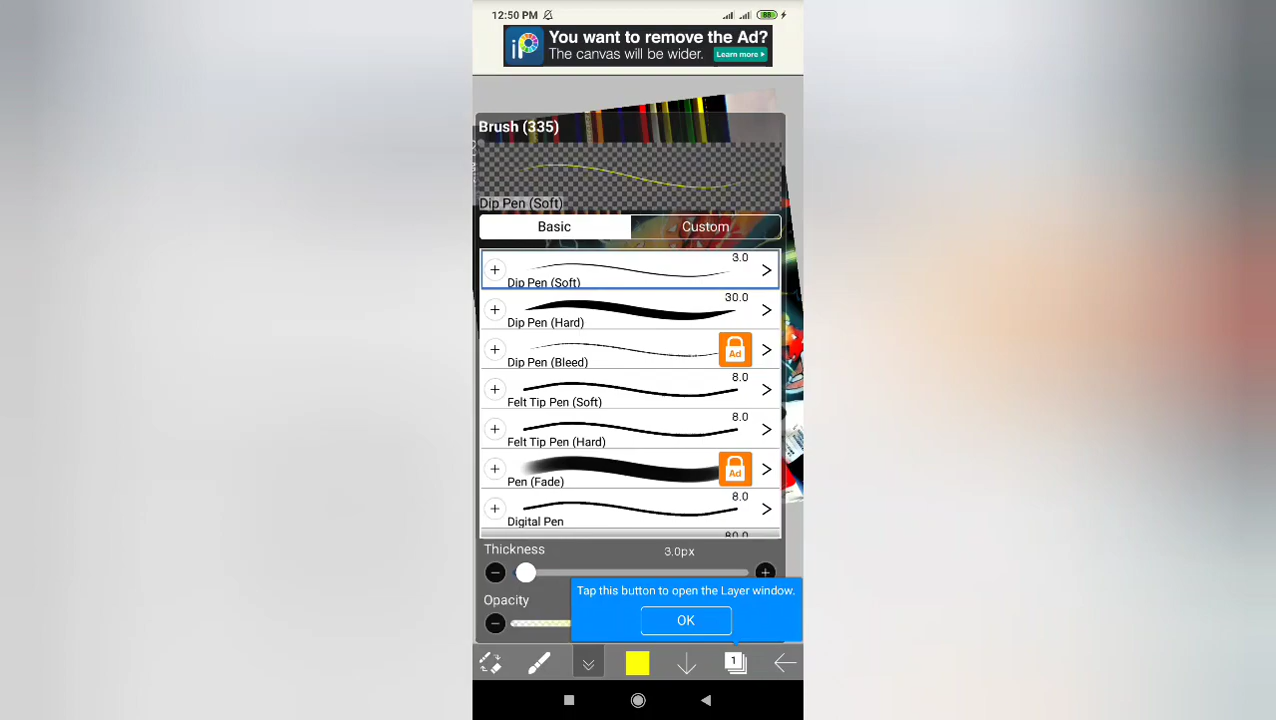 12:50 PM
88
You want to remove the Ad?
The canvas will be wider.
Learn more
Brush (335)
Dip Pen (Soft)
Basic
Custom
3.0
Dip Pen (Soft)
30.0
Dip Pen (Hard)
Ad
Dip Pen (Bleed)
8.0
Felt Tip Pen (Soft)
8.0
Felt Tip Pen (Hard)
Ad
Pen (Fade)
8.0
Digital Pen
80.0
Thickness
3.0px
Tap this button to open the Layer window.
Opacity
OK
1